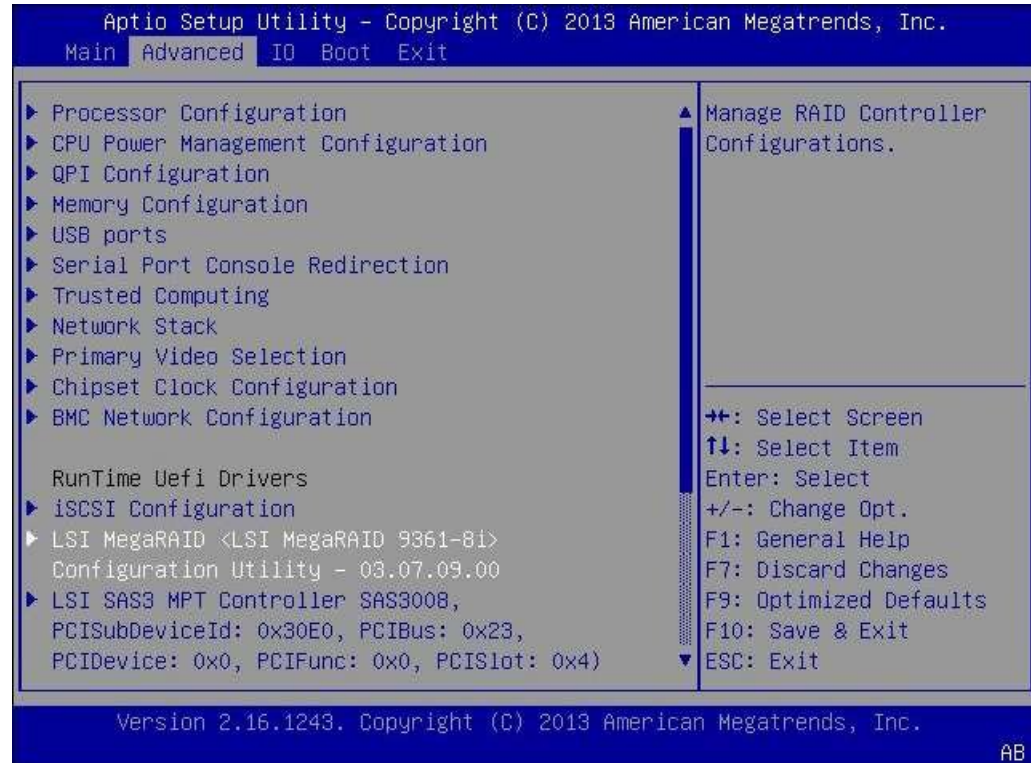 Aptio Setup Utility – Copyright (C) 2013 American Megatrends, Inc.
Main Advanced IO Boot Exit
Processor Configuration
CPU Power Management Configuration
QPI Configuration
Memory Configuration
USB ports
Serial Port Console Redirection
Trusted Computing
Network Stack
Primary Video Selection
Chipset Clock Configuration
BMC Network Configuration
RunTime Uefi Drivers
iSCSI Configuration
LSI MegaRAID <LSI MegaRAID 9361-8i>
Configuration Utility – 03.07.09.00
LSI SAS3 MPT Controller SAS3008,
PCISubDeviceId: 0x30E0, PCIBus: 0x23,
PCIDevice: 0x0, PCIFunc: 0x0, PCISlot: 0x4)
Manage RAID Controller
Configurations.
→←: Select Screen
↑↓: Select Item
Enter: Select
+/-: Change Opt.
F1: General Help
F7: Discard Changes
F9: Optimized Defaults
F10: Save & Exit
ESC: Exit
Version 2.16.1243. Copyright (C) 2013 American Megatrends, Inc.
AB